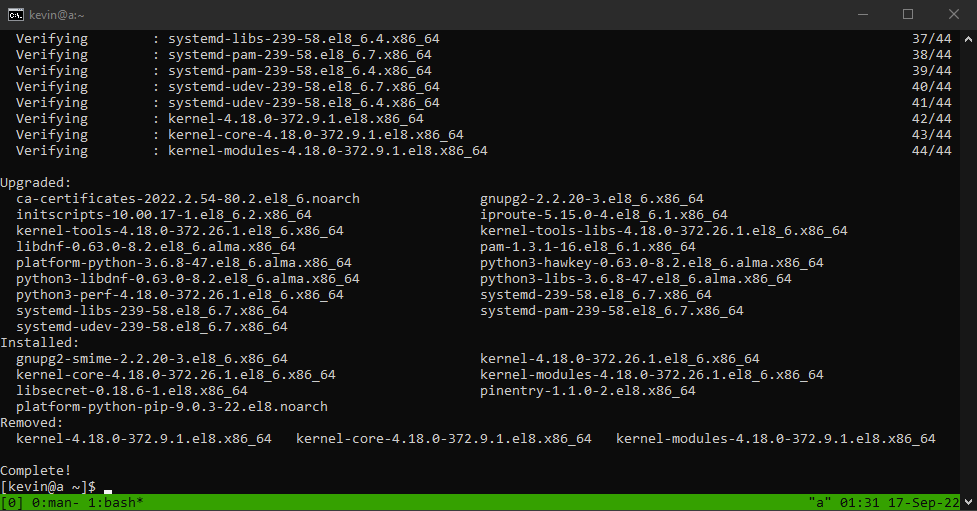 kevin@a:~
Verifying : systemd-libs-239-58.el8_6.4.x86_64 37/44
Verifying : systemd-pam-239-58.el8_6.7.x86_64 38/44
Verifying : systemd-pam-239-58.el8_6.4.x86_64 39/44
Verifying : systemd-udev-239-58.el8_6.7.x86_64 40/44
Verifying : systemd-udev-239-58.el8_6.4.x86_64 41/44
Verifying : kernel-4.18.0-372.9.1.el8.x86_64 42/44
Verifying : kernel-core-4.18.0-372.9.1.el8.x86_64 43/44
Verifying : kernel-modules-4.18.0-372.9.1.el8.x86_64 44/44
Upgraded:
ca-certificates-2022.2.54-80.2.el8_6.noarch gnupg2-2.2.20-3.el8_6.x86_64
initscripts-10.00.17-1.el8_6.2.x86_64 iproute-5.15.0-4.el8_6.1.x86_64
kernel-tools-4.18.0-372.26.1.el8_6.x86_64 kernel-tools-libs-4.18.0-372.26.1.el8_6.x86_64
libdnf-0.63.0-8.2.el8_6.alma.x86_64 pam-1.3.1-16.el8_6.1.x86_64
platform-python-3.6.8-47.el8_6.alma.x86_64 python3-hawkey-0.63.0-8.2.el8_6.alma.x86_64
python3-libdnf-0.63.0-8.2.el8_6.alma.x86_64 python3-libs-3.6.8-47.el8_6.alma.x86_64
python3-perf-4.18.0-372.26.1.el8_6.x86_64 systemd-239-58.el8_6.7.x86_64
systemd-libs-239-58.el8_6.7.x86_64 systemd-pam-239-58.el8_6.7.x86_64
systemd-udev-239-58.el8_6.7.x86_64
Installed:
gnupg2-smime-2.2.20-3.el8_6.x86_64 kernel-4.18.0-372.26.1.el8_6.x86_64
kernel-core-4.18.0-372.26.1.el8_6.x86_64 kernel-modules-4.18.0-372.26.1.el8_6.x86_64
libsecret-0.18.6-1.el8.x86_64 pinentry-1.1.0-2.el8.x86_64
platform-python-pip-9.0.3-22.el8.noarch
Removed:
kernel-4.18.0-372.9.1.el8.x86_64 kernel-core-4.18.0-372.9.1.el8.x86_64 kernel-modules-4.18.0-372.9.1.el8.x86_64
Complete!
[kevin@a ~]$
[0] 0:man- 1:bash* "a" 01:31 17-Sep-22